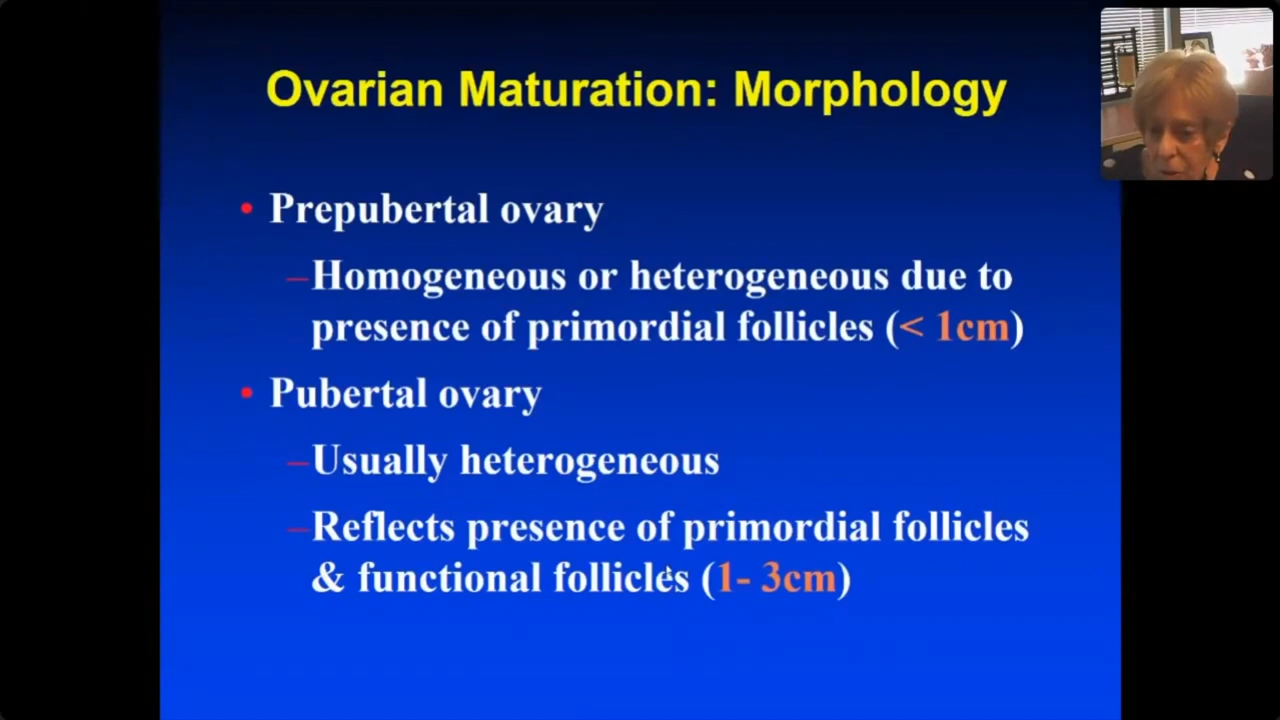 Ovarian Maturation: Morphology
• Prepubertal ovary
–Homogeneous or heterogeneous due to
presence of primordial follicles (< 1cm)
• Pubertal ovary
–Usually heterogeneous
–Reflects presence of primordial follicles
& functional follicles (1- 3cm)